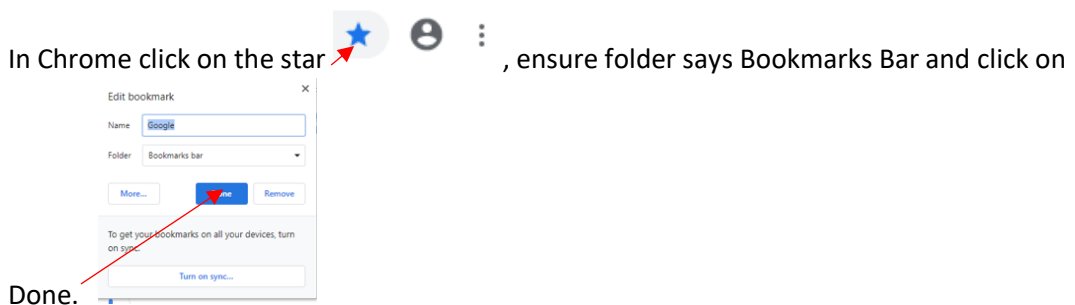 In Chrome click on the star , ensure folder says Bookmarks Bar and click on
Edit bookmark
Name Google
Folder Bookmarks bar
More... Remove
To get your bookmarks on all your devices, turn
on sync.
Turn on sync...
Done.